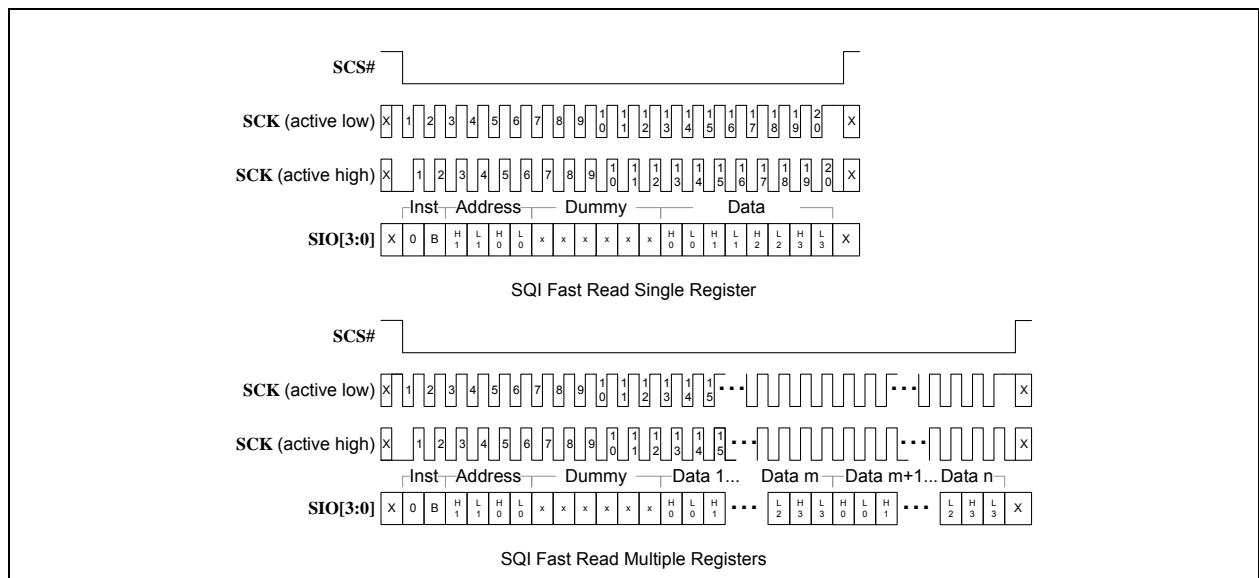 SCS#
SCK (active low) X 1 2 3 4 5 6 7 8 9 10 11 12 13 14 15 16 17 18 19 20 X
SCK (active high) X 1 2 3 4 5 6 7 8 9 10 11 12 13 14 15 16 17 18 19 20 X
Inst Address Dummy Data
SIO[3:0] X 0 B H1 L1 H0 L0 x x x x x x H0 L0 H1 L1 H2 L2 H3 L3 X
SQI Fast Read Single Register
SCS#
SCK (active low) X 1 2 3 4 5 6 7 8 9 10 11 12 13 14 15 ... ... X
SCK (active high) X 1 2 3 4 5 6 7 8 9 10 11 12 13 14 15 ... ... X
Inst Address Dummy Data 1... Data m Data m+1... Data n
SIO[3:0] X 0 B H1 L1 H0 L0 x x x x x x H0 L0 H1 ... L2 H3 L3 H0 L0 H1 ... L2 H3 L3 X
SQI Fast Read Multiple Registers